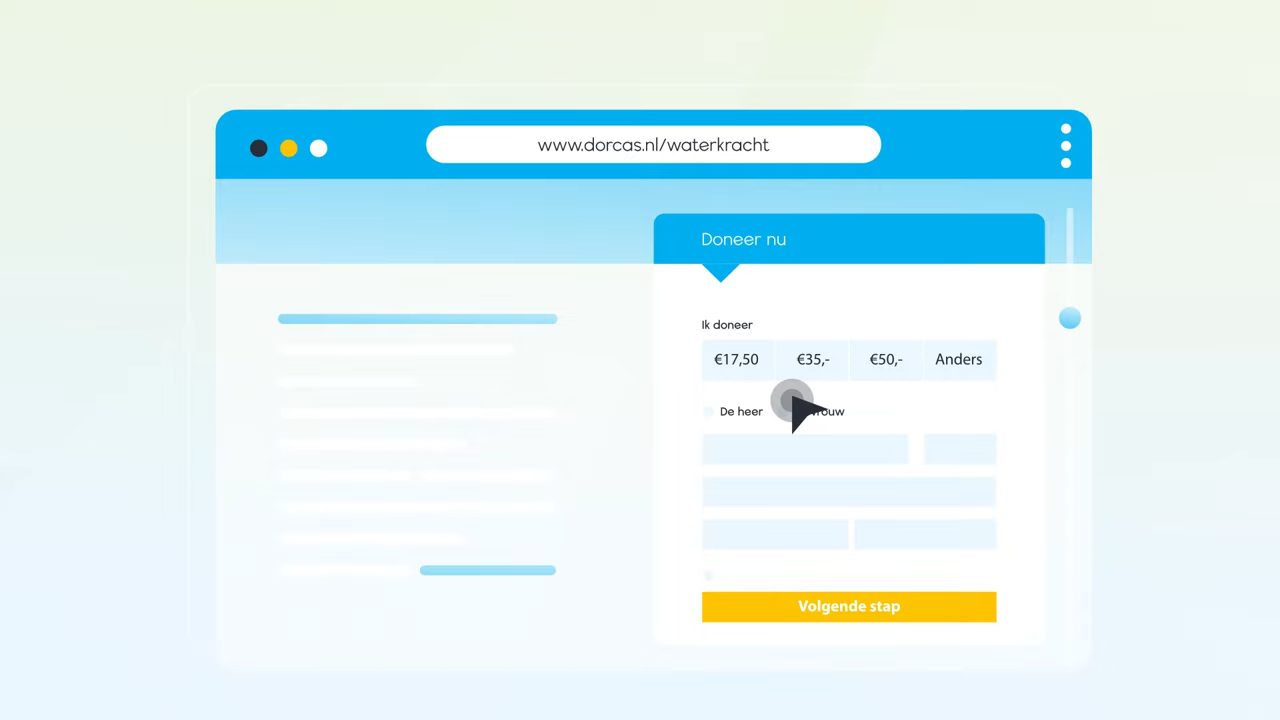 www.dorcas.nl/waterkracht
Doneer nu
Ik doneer
€17,50 €35,- €50,- Anders
De heer
Volgende stap